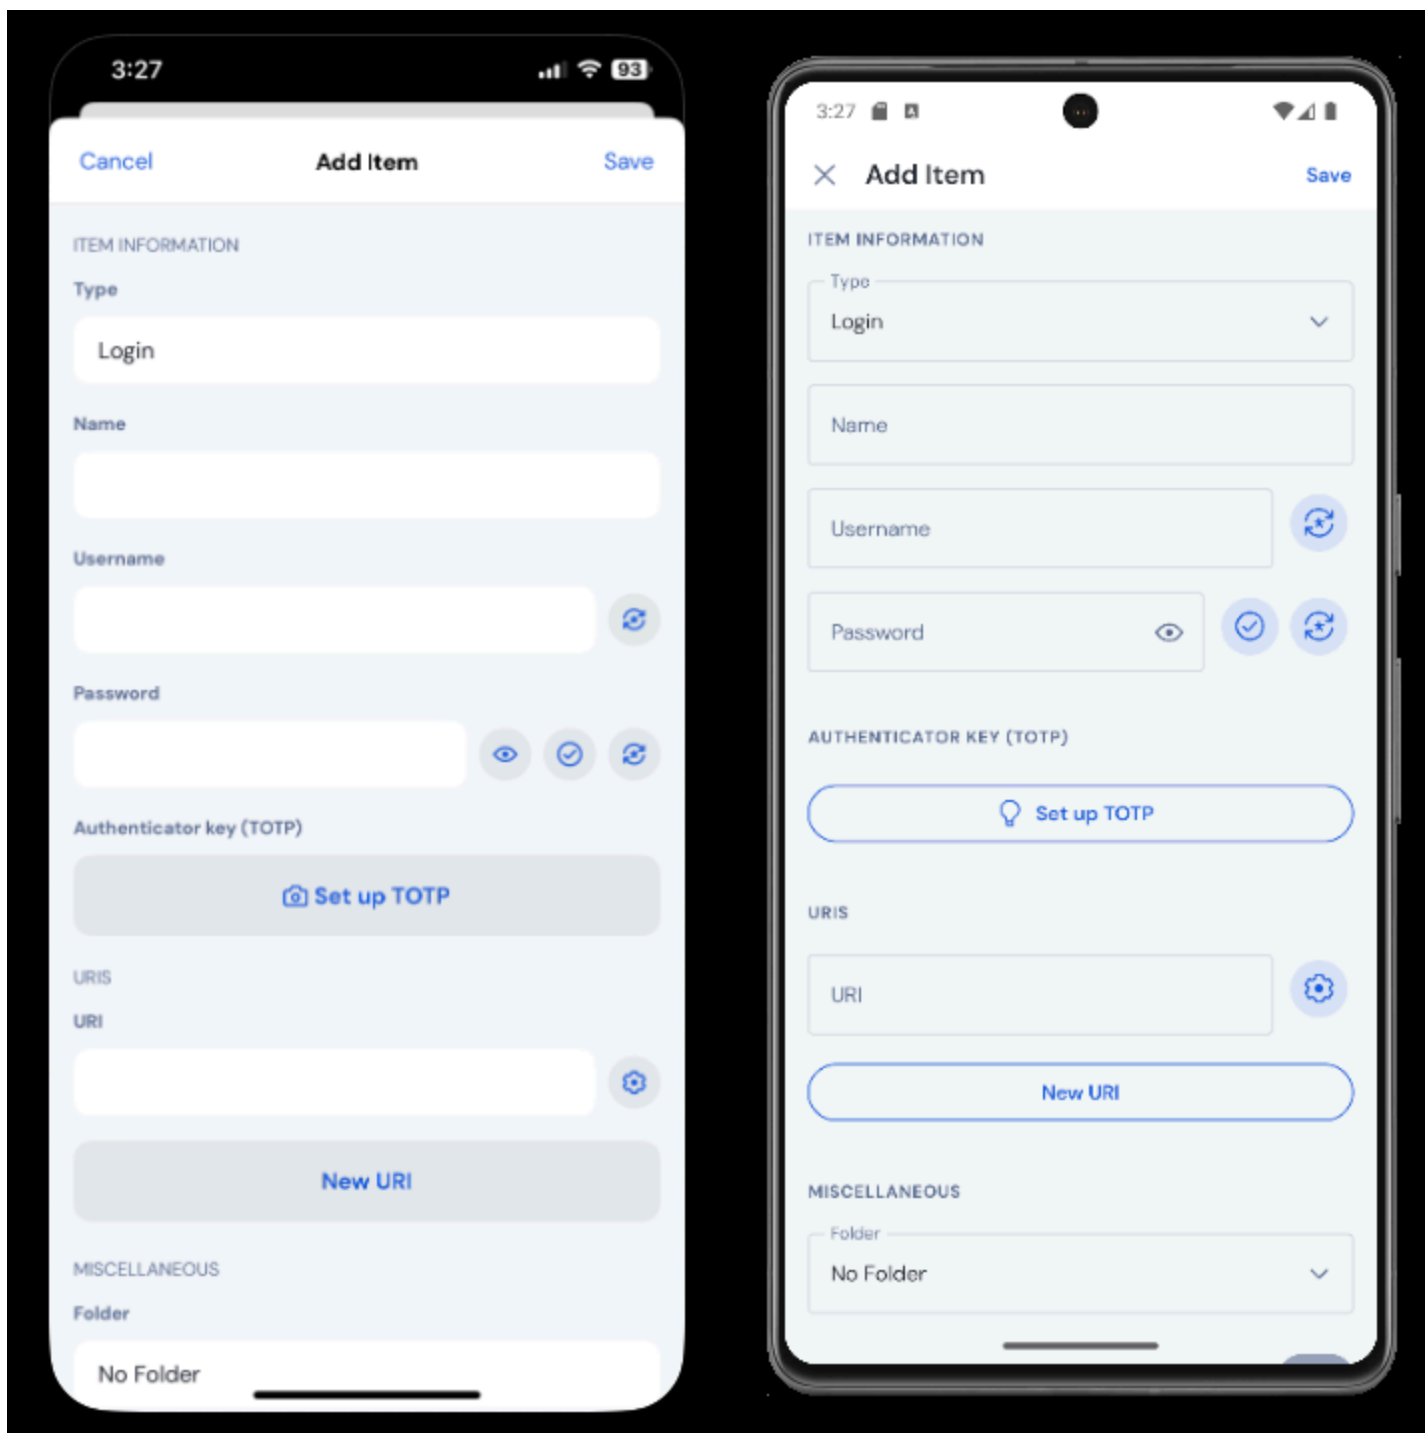 3:27
93
Cancel
Add Item
Save
ITEM INFORMATION
Type
Login
Name
Username
Password
Authenticator key (TOTP)
Set up TOTP
URIS
URI
New URI
MISCELLANEOUS
Folder
No Folder
3:27
Add Item
Save
ITEM INFORMATION
Type
Login
Name
Username
Password
AUTHENTICATOR KEY (TOTP)
Set up TOTP
URIS
URI
New URI
MISCELLANEOUS
Folder
No Folder